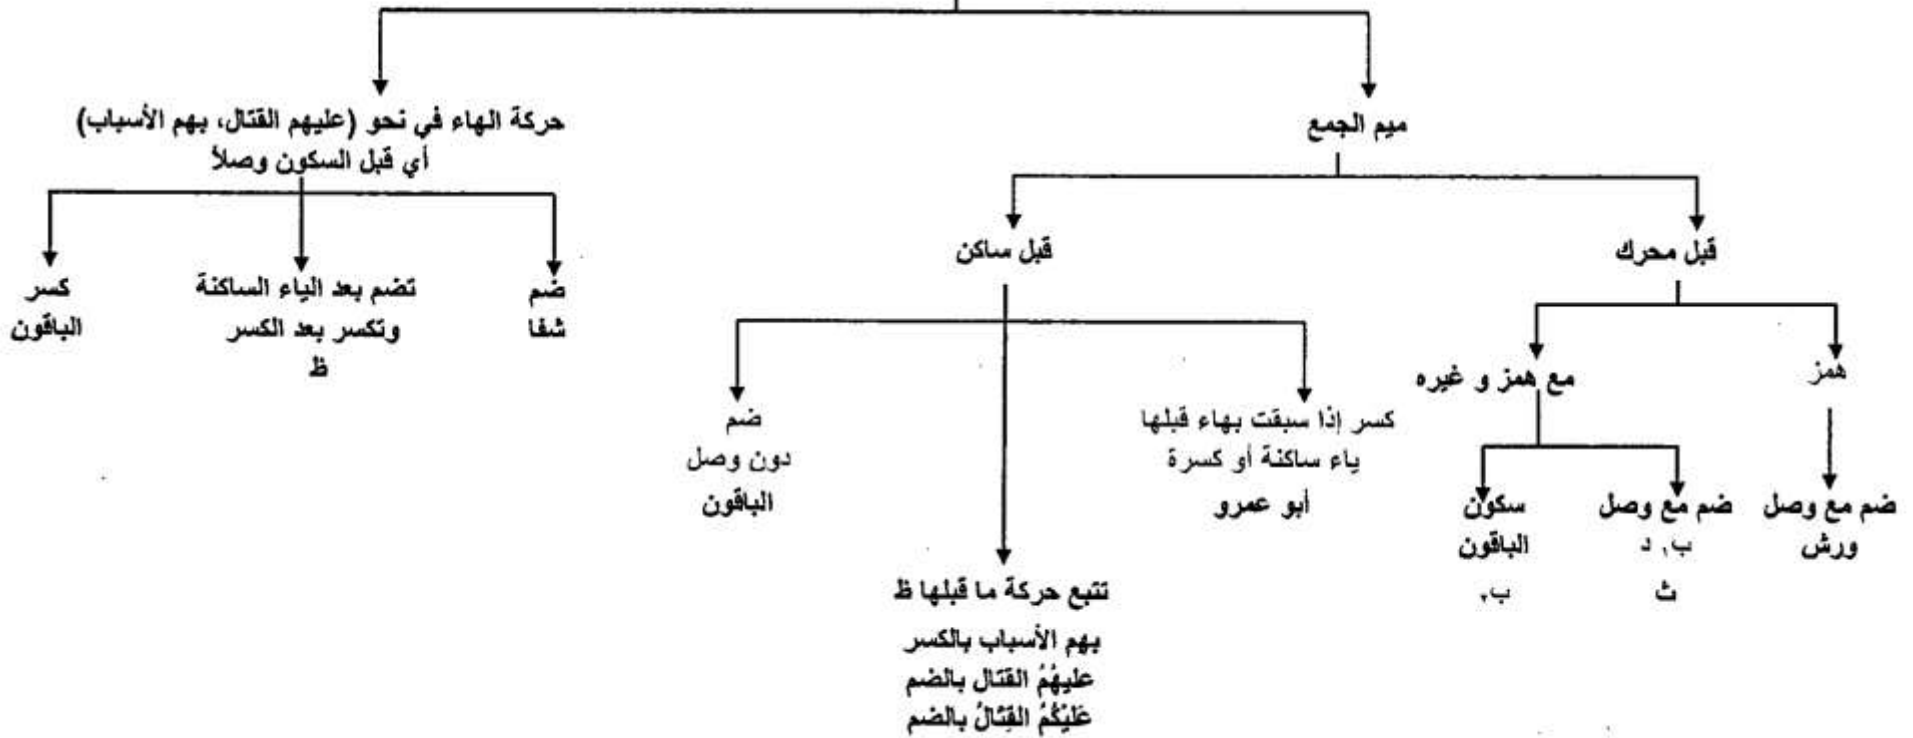 ميم الجمع
قبل محرك
همز
ضم مع وصل
ورش
مع همز و غيره
ضم مع وصل
ب، د
ث
سكون
الباقون
ب٢
قبل ساكن
كسر إذا سبقت بهاء قبلها
ياء ساكنة أو كسرة
أبو عمرو
تتبع حركة ما قبلها ظ
بهم الأسباب بالكسر
عليهُمُ القتال بالضم
عَلَيْكُمُ القِتَالُ بالضم
ضم
دون وصل
الباقون
حركة الهاء في نحو (عليهم القتال، بهم الأسباب)
أي قبل السكون وصلاً
ضم
شفا
تضم بعد الياء الساكنة
وتكسر بعد الكسر
ظ
كسر
الباقون